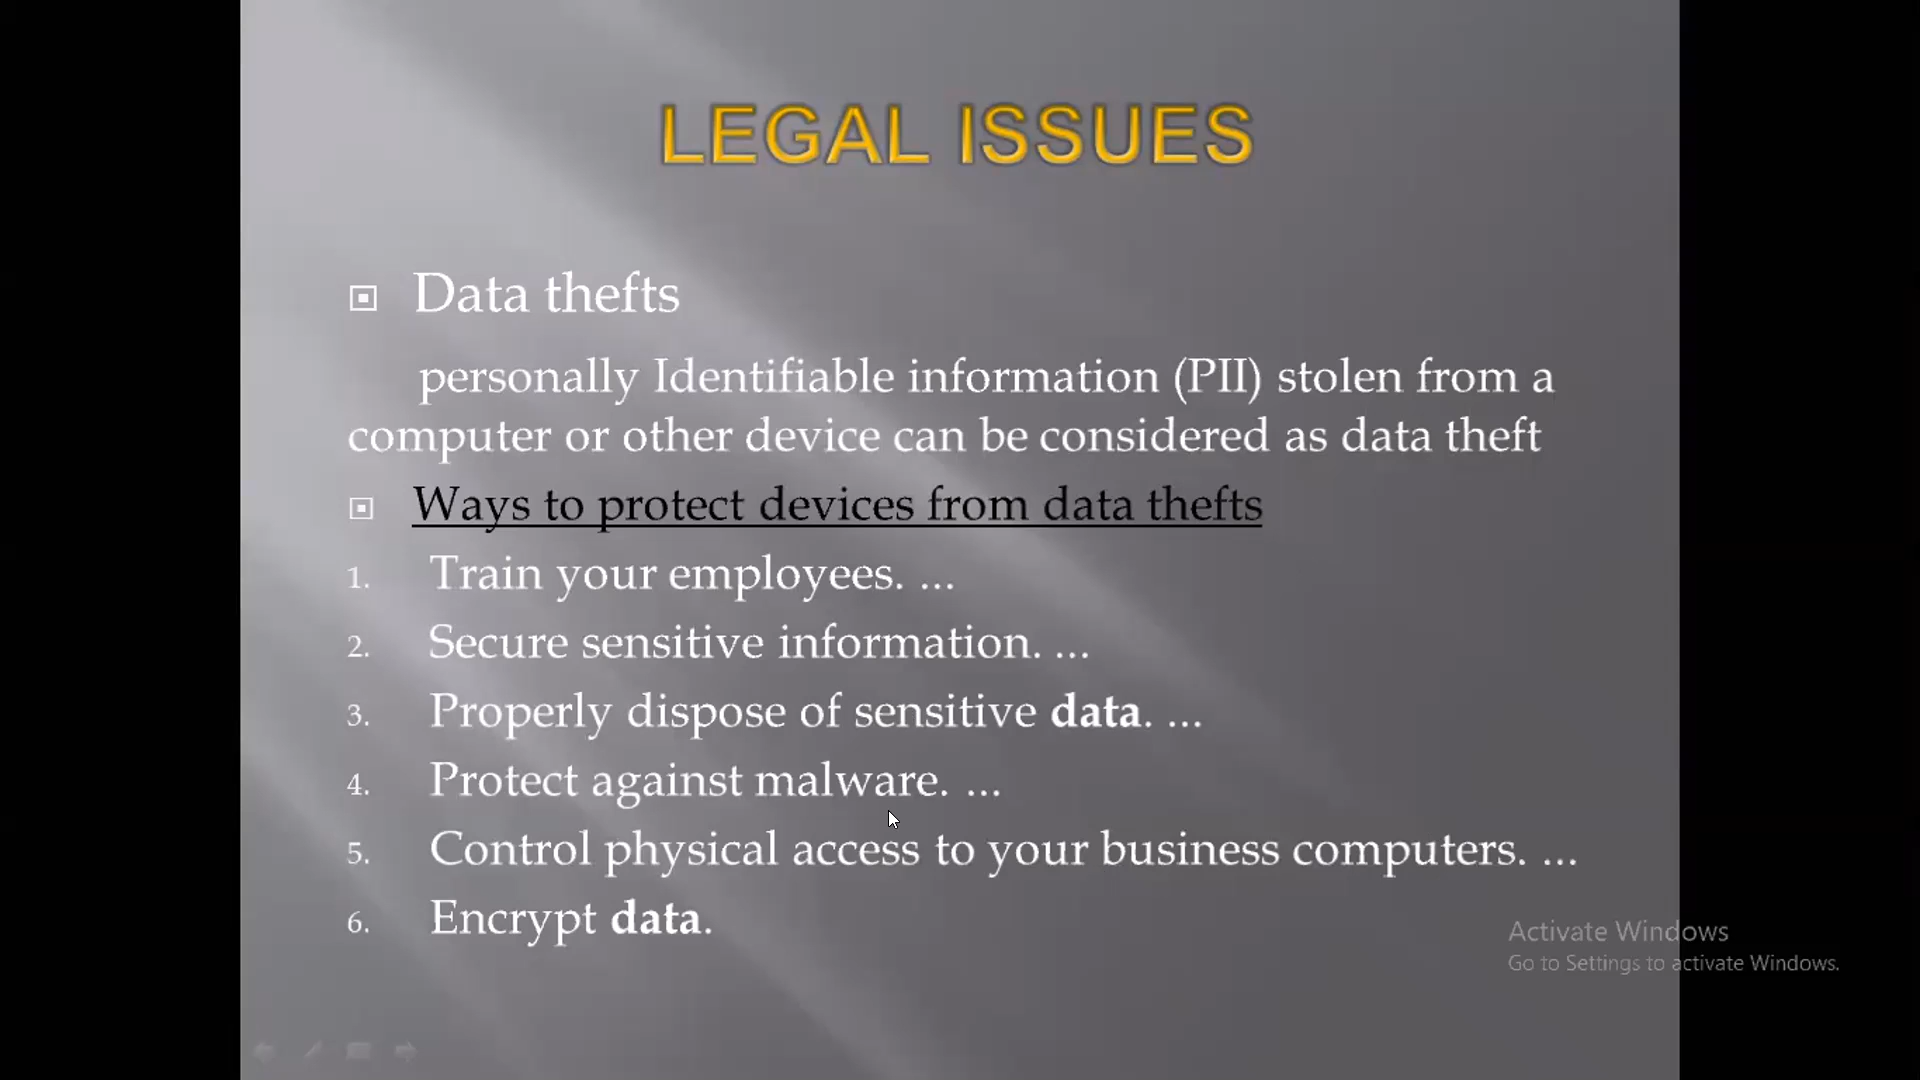 LEGAL ISSUES
Data thefts
personally Identifiable information (PII) stolen from a
computer or other device can be considered as data theft
Ways to protect devices from data thefts
1. Train your employees. ...
2. Secure sensitive information. ...
3. Properly dispose of sensitive data. ...
4. Protect against malware. ...
5. Control physical access to your business computers. ...
6. Encrypt data.
Activate Windows
Go to Settings to activate Windows.